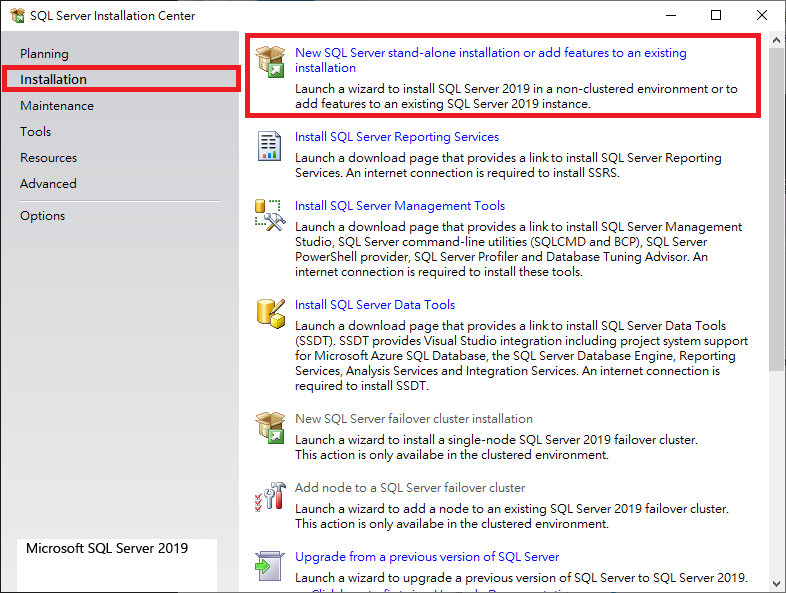 SQL Server Installation Center
Planning
Installation
Maintenance
Tools
Resources
Advanced
Options
Microsoft SQL Server 2019
New SQL Server stand-alone installation or add features to an existing
installation
Launch a wizard to install SQL Server 2019 in a non-clustered environment or to
add features to an existing SQL Server 2019 instance.
Install SQL Server Reporting Services
Launch a download page that provides a link to install SQL Server Reporting
Services. An internet connection is required to install SSRS.
Install SQL Server Management Tools
Launch a download page that provides a link to install SQL Server Management
Studio, SQL Server command-line utilities (SQLCMD and BCP), SQL Server
PowerShell provider, SQL Server Profiler and Database Tuning Advisor. An
internet connection is required to install these tools.
Install SQL Server Data Tools
Launch a download page that provides a link to install SQL Server Data Tools
(SSDT). SSDT provides Visual Studio integration including project system support
for Microsoft Azure SQL Database, the SQL Server Database Engine, Reporting
Services, Analysis Services and Integration Services. An internet connection is
required to install SSDT.
New SQL Server failover cluster installation
Launch a wizard to install a single-node SQL Server 2019 failover cluster.
This action is only availabe in the clustered environment.
Add node to a SQL Server failover cluster
Launch a wizard to add a node to an existing SQL Server 2019 failover cluster.
This action is only availabe in the clustered environment.
Upgrade from a previous version of SQL Server
Launch a wizard to upgrade a previous version of SQL Server to SQL Server 2019.